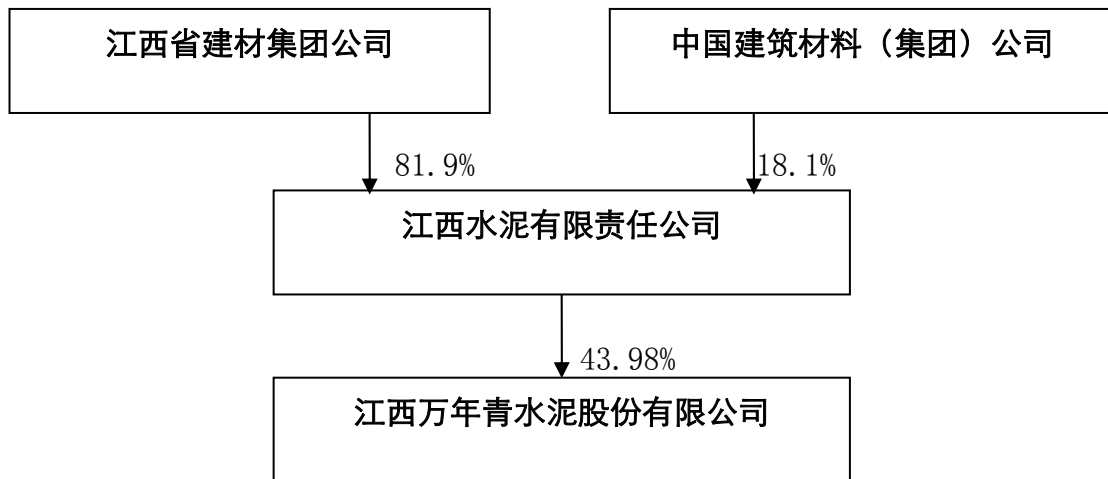 江西省建材集团公司
中国建筑材料（集团）公司
81.9%
18.1%
江西水泥有限责任公司
43.98%
江西万年青水泥股份有限公司